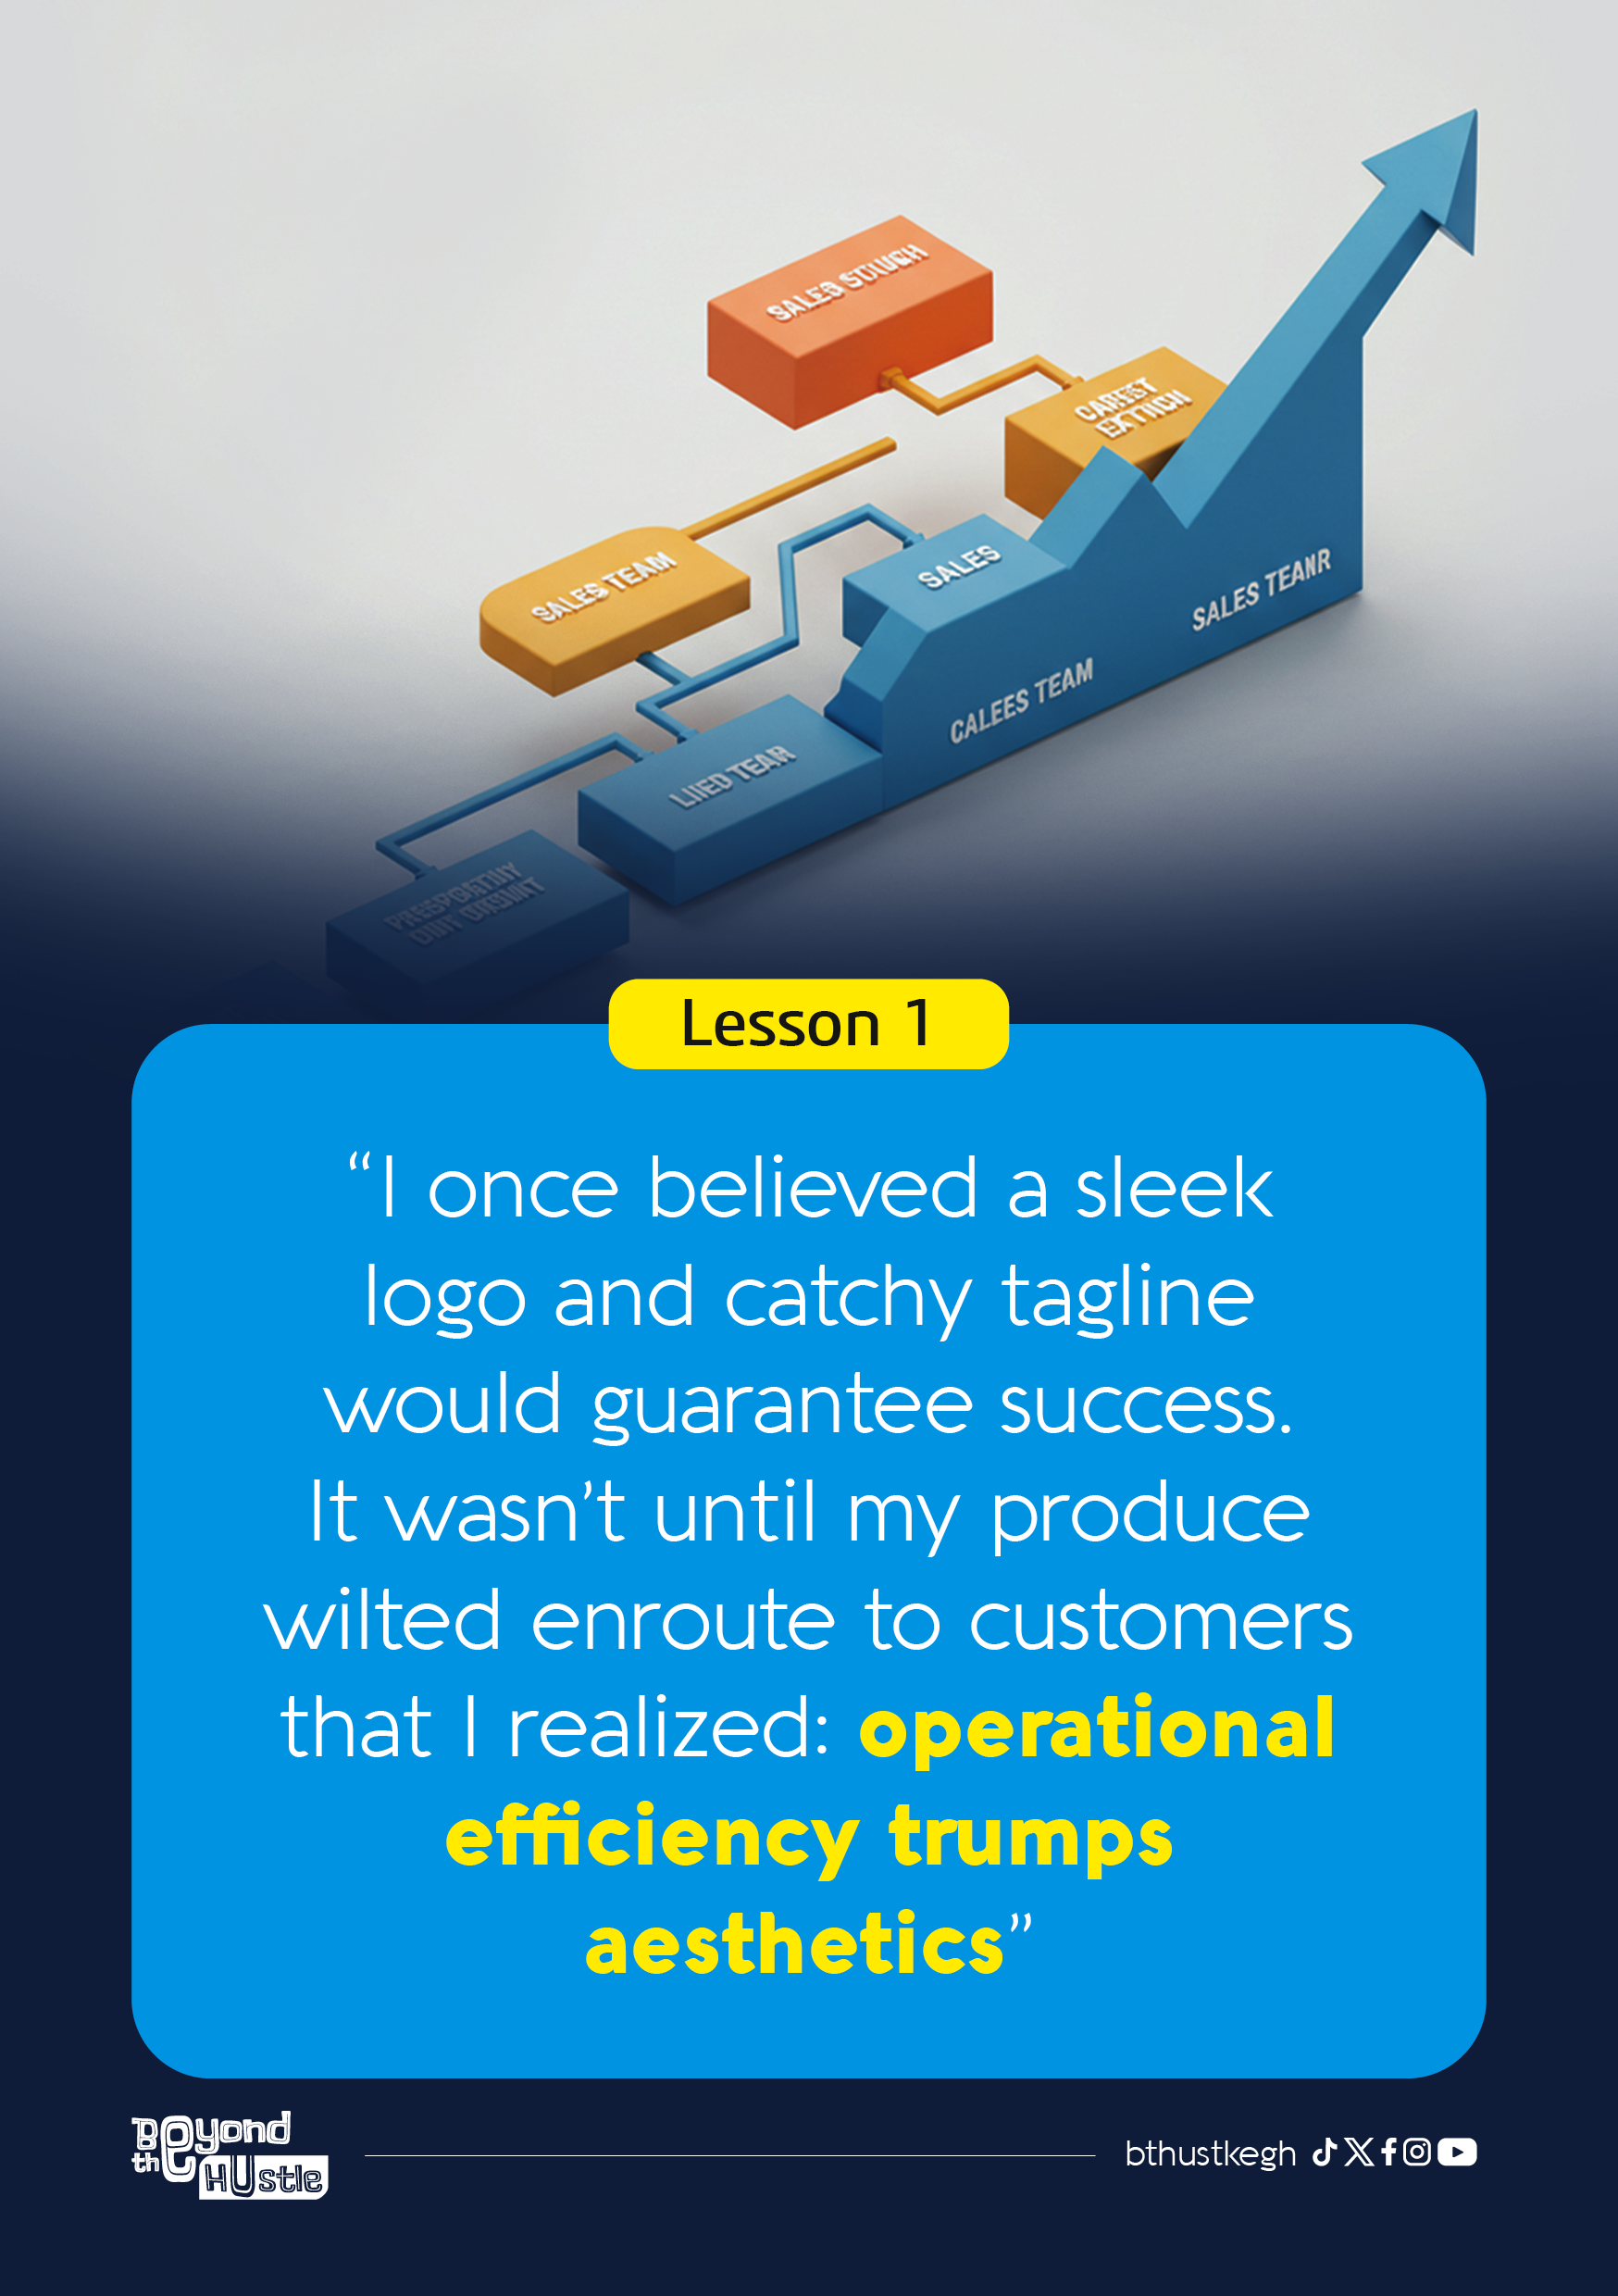 SALES STUUGH
CAREST
EXTINCH
SALES TEAM
SALES
SALES TEANR
CALEES TEAM
LIIED TEAR
Lesson 1
“I once believed a sleek
logo and catchy tagline
would guarantee success.
It wasn’t until my produce
wilted enroute to customers
that I realized: operational
efficiency trumps
aesthetics”
Beyond
the
HUstle
bthustkegh